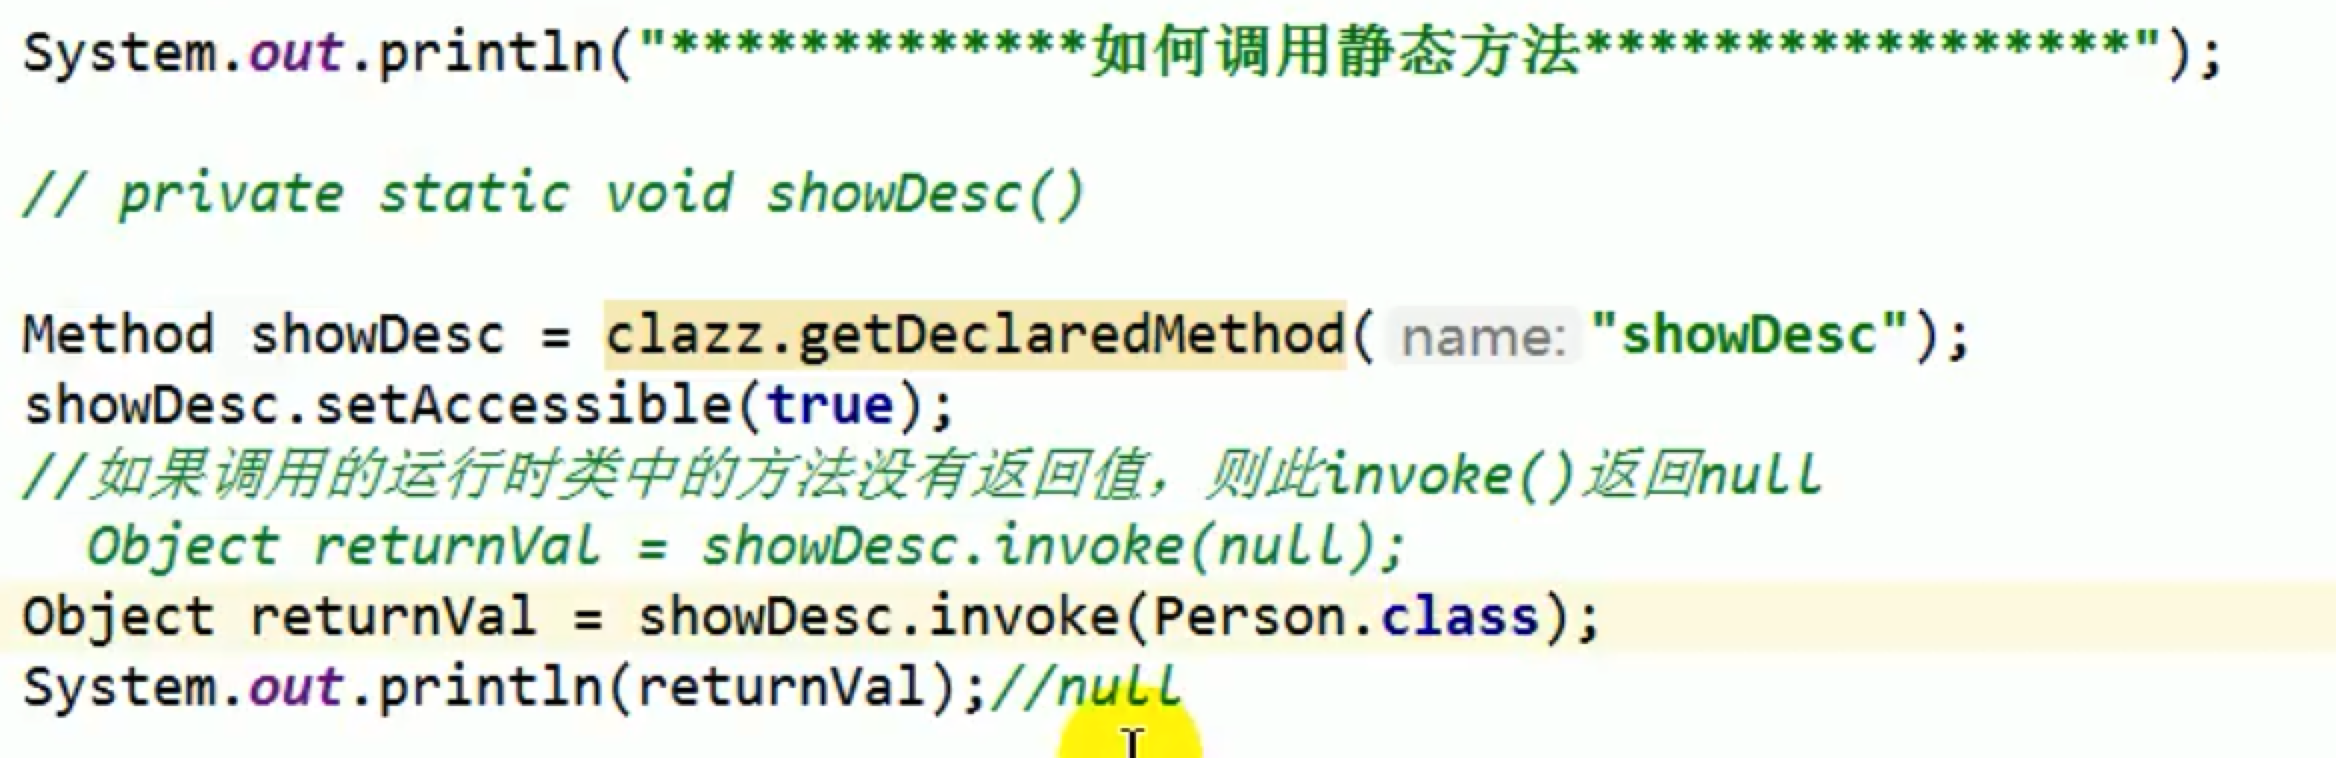 System.out.println("*************如何调用静态方法*****************");
// private static void showDesc()
Method showDesc = clazz.getDeclaredMethod( name: "showDesc");
showDesc.setAccessible(true);
//如果调用的运行时类中的方法没有返回值，则此invoke()返回null
Object returnVal = showDesc.invoke(null);
Object returnVal = showDesc.invoke(Person.class);
System.out.println(returnVal);//null